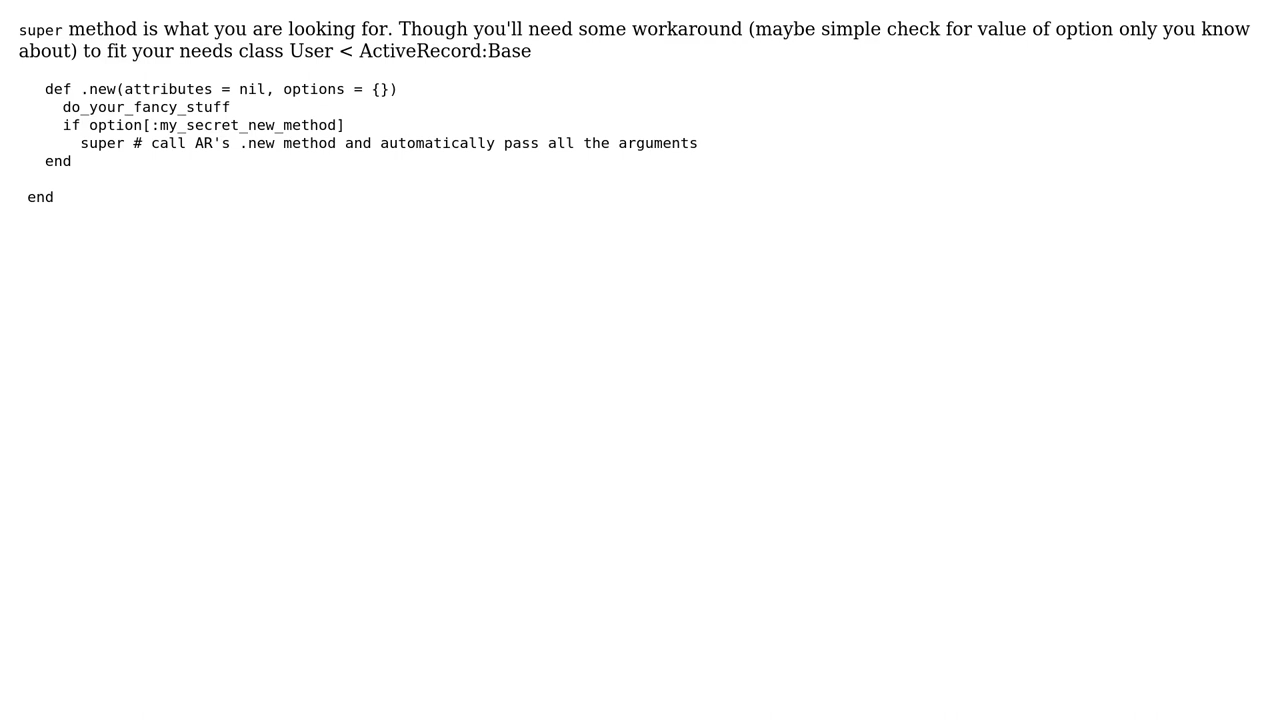 super method is what you are looking for. Though you'll need some workaround (maybe simple check for value of option only you know
about) to fit your needs class User < ActiveRecord:Base
   def .new(attributes = nil, options = {})
     do_your_fancy_stuff
     if option[:my_secret_new_method]
       super # call AR's .new method and automatically pass all the arguments
   end
 end